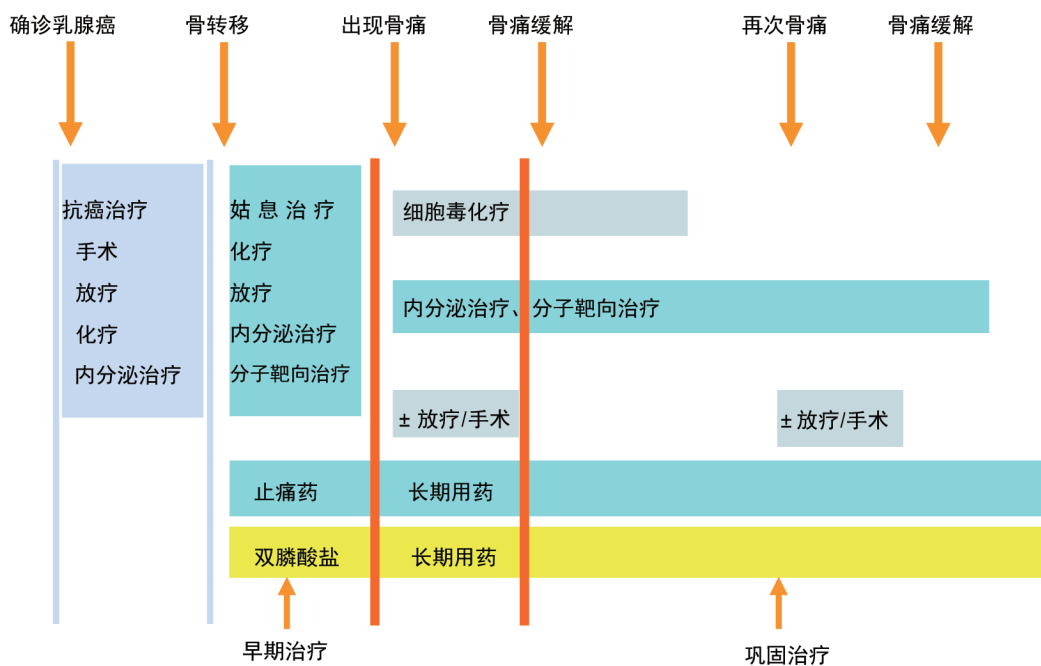 确诊乳腺癌
骨转移
出现骨痛
骨痛缓解
再次骨痛
骨痛缓解
抗癌治疗
手术
放疗
化疗
内分泌治疗
姑息治疗
化疗
放疗
内分泌治疗
分子靶向治疗
细胞毒化疗
内分泌治疗、分子靶向治疗
± 放疗/手术
± 放疗/手术
止痛药
长期用药
双膦酸盐
长期用药
早期治疗
巩固治疗